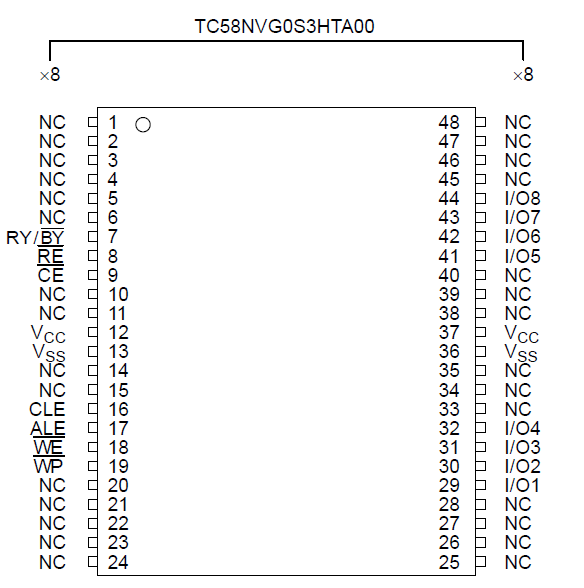 TC58NVG0S3HTA00
×8 ×8
NC 1 48 NC
NC 2 47 NC
NC 3 46 NC
NC 4 45 NC
NC 5 44 I/O8
NC 6 43 I/O7
RY/B̅Y̅ 7 42 I/O6
R̅E̅ 8 41 I/O5
C̅E̅ 9 40 NC
NC 10 39 NC
NC 11 38 NC
VCC 12 37 VCC
VSS 13 36 VSS
NC 14 35 NC
NC 15 34 NC
CLE 16 33 NC
ALE 17 32 I/O4
W̅E̅ 18 31 I/O3
W̅P̅ 19 30 I/O2
NC 20 29 I/O1
NC 21 28 NC
NC 22 27 NC
NC 23 26 NC
NC 24 25 NC